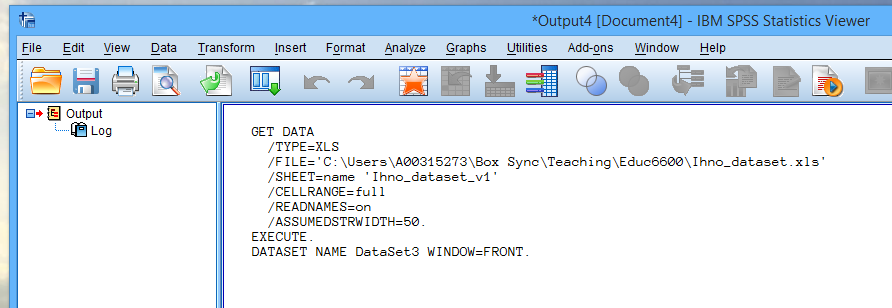 *Output4 [Document4] - IBM SPSS Statistics Viewer
File Edit View Data Transform Insert Format Analyze Graphs Utilities Add-ons Window Help
Output
Log
GET DATA
/TYPE=XLS
/FILE='C:\Users\A00315273\Box Sync\Teaching\Educ6600\Ihno_dataset.xls'
/SHEET=name 'Ihno_dataset_v1'
/CELLRANGE=full
/READNAMES=on
/ASSUMEDSTRWIDTH=50.
EXECUTE.
DATASET NAME DataSet3 WINDOW=FRONT.